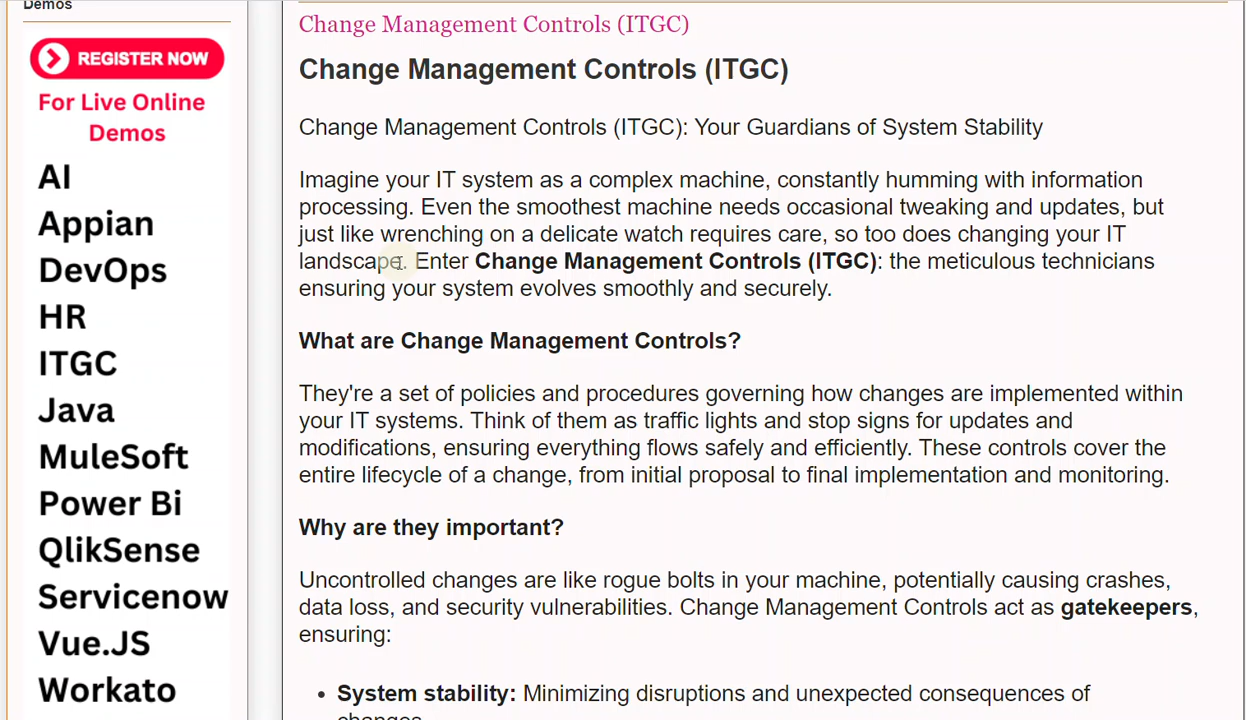 Demos
REGISTER NOW
For Live Online
Demos
AI
Appian
DevOps
HR
ITGC
Java
MuleSoft
Power Bi
QlikSense
Servicenow
Vue.JS
Workato
Change Management Controls (ITGC)
Change Management Controls (ITGC)
Change Management Controls (ITGC): Your Guardians of System Stability
Imagine your IT system as a complex machine, constantly humming with information
processing. Even the smoothest machine needs occasional tweaking and updates, but
just like wrenching on a delicate watch requires care, so too does changing your IT
landscape. Enter Change Management Controls (ITGC): the meticulous technicians
ensuring your system evolves smoothly and securely.
What are Change Management Controls?
They're a set of policies and procedures governing how changes are implemented within
your IT systems. Think of them as traffic lights and stop signs for updates and
modifications, ensuring everything flows safely and efficiently. These controls cover the
entire lifecycle of a change, from initial proposal to final implementation and monitoring.
Why are they important?
Uncontrolled changes are like rogue bolts in your machine, potentially causing crashes,
data loss, and security vulnerabilities. Change Management Controls act as gatekeepers,
ensuring:
• System stability: Minimizing disruptions and unexpected consequences of
changes.